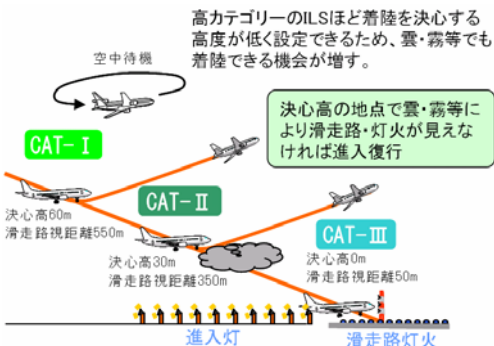 高カテゴリーのILSほど着陸を決心する
高度が低く設定できるため、雲・霧等でも
着陸できる機会が増す。
空中待機
決心高の地点で雲・霧等に
より滑走路・灯火が見えな
ければ進入復行
CAT-Ⅰ
CAT-Ⅱ
決心高60m
滑走路視距離550m
CAT-Ⅲ
決心高30m
滑走路視距離350m
決心高0m
滑走路視距離50m
進入灯
滑走路灯火